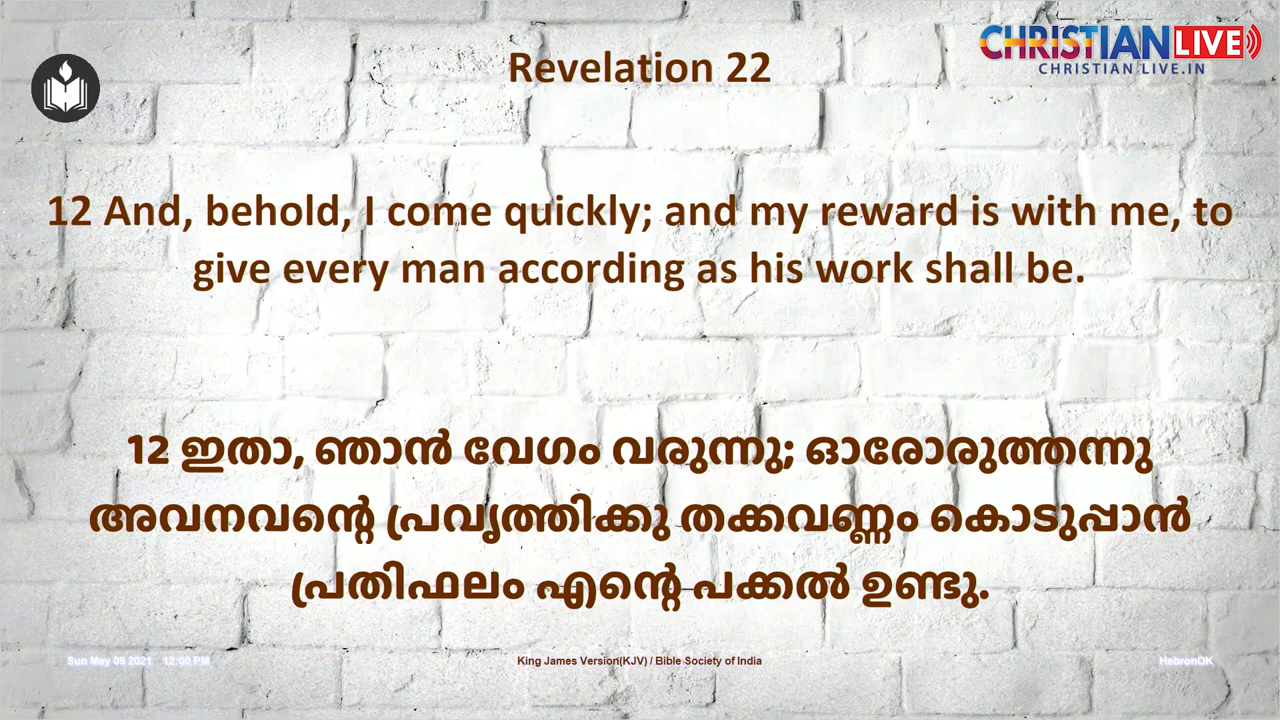 CHRISTIAN LIVE
CHRISTIAN LIVE.IN
Revelation 22
12 And, behold, I come quickly; and my reward is with me, to
give every man according as his work shall be.
12 ഇതാ, ഞാൻ വേഗം വരുന്നു; ഓരോരുത്തന്നു
അവനവന്റെ പ്രവൃത്തിക്കു തക്കവണ്ണം കൊടുപ്പാൻ
പ്രതിഫലം എന്റെ പക്കൽ ഉണ്ടു.
Sun May 09 2021 12:00 PM
King James Version(KJV) / Bible Society of India
HebronOK